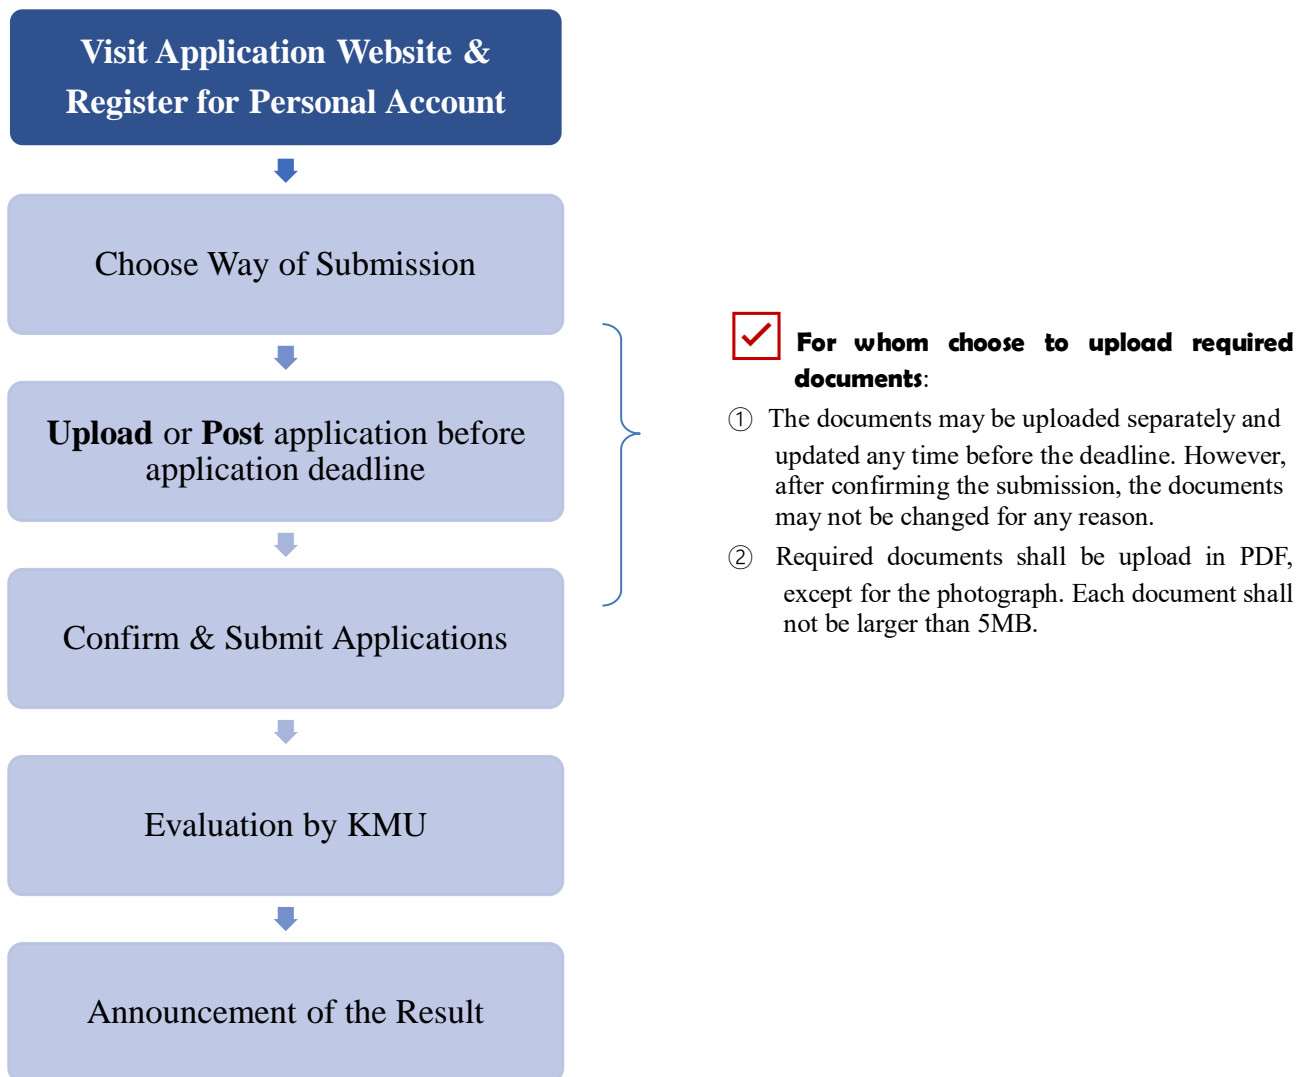 Visit Application Website &
Register for Personal Account
Choose Way of Submission
Upload or Post application before
application deadline
Confirm & Submit Applications
Evaluation by KMU
Announcement of the Result
For whom choose to upload required
documents:
① The documents may be uploaded separately and
updated any time before the deadline. However,
after confirming the submission, the documents
may not be changed for any reason.
② Required documents shall be upload in PDF,
except for the photograph. Each document shall
not be larger than 5MB.